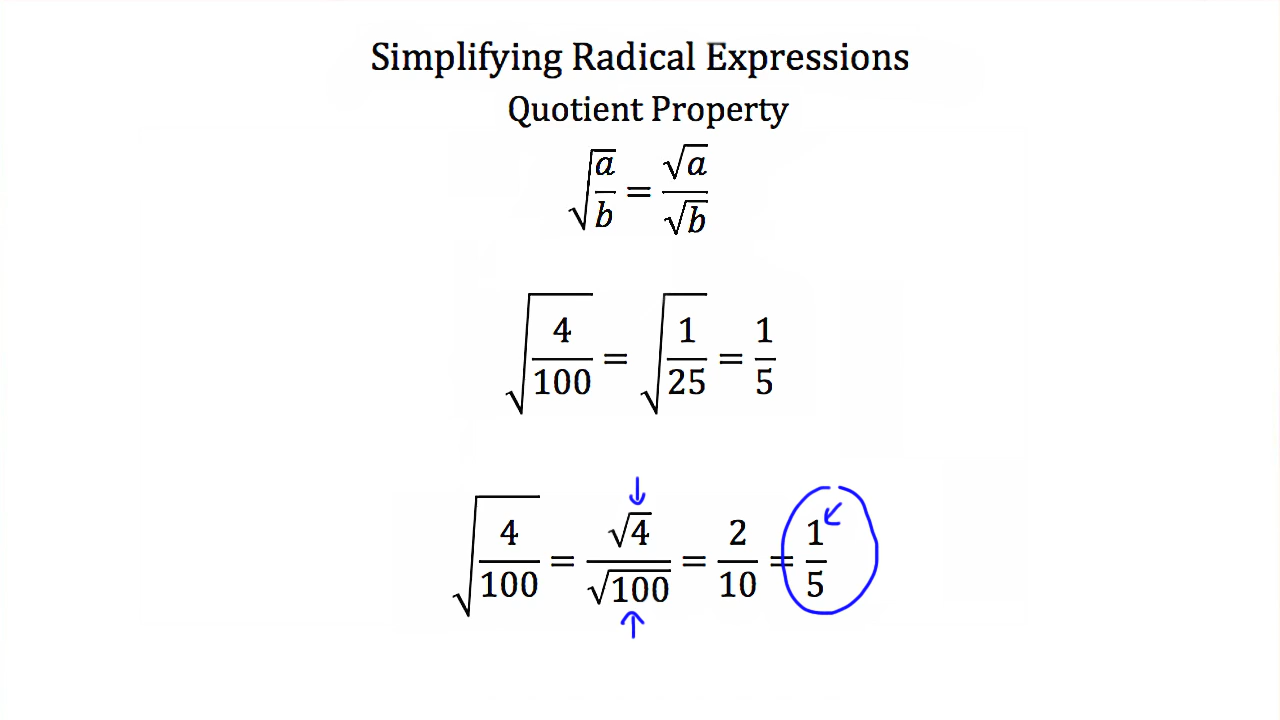 Simplifying Radical Expressions
Quotient Property
√(a/b) = √a/√b
√(4/100) = √(1/25) = 1/5
√(4/100) = √4/√100 = 2/10 = 1/5